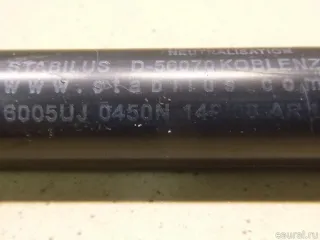 NEUTRALISATION
STABILUS D-56070 KOBLENZ
www.stabilus.com
6005UJ 0450N
© esural.ru